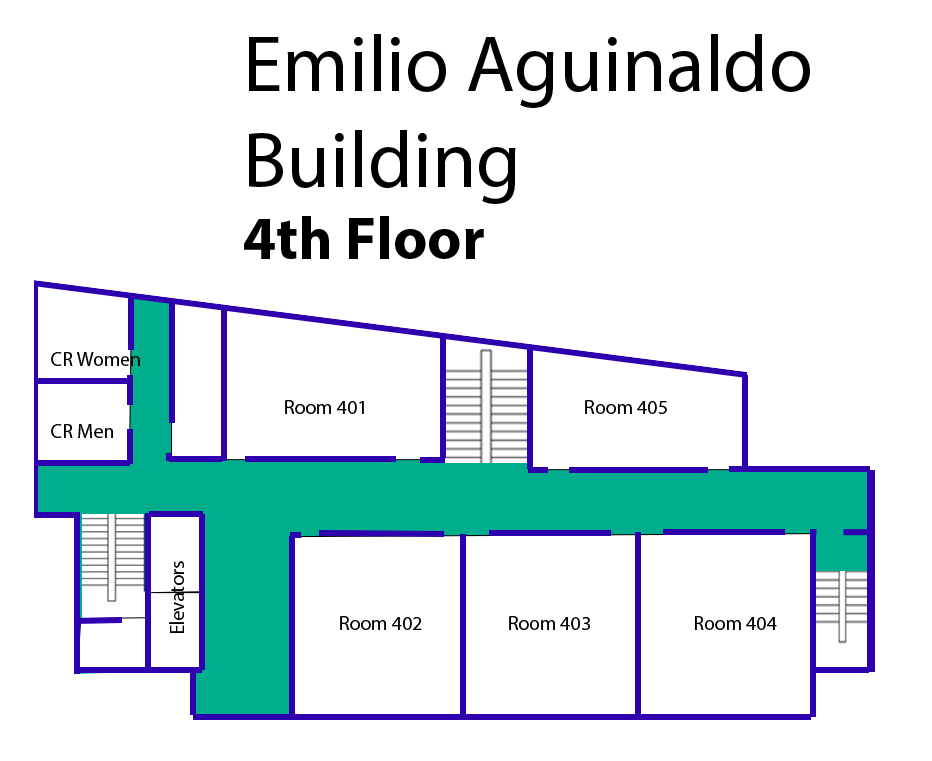 Emilio Aguinaldo
Building
4th Floor
CR Women
CR Men
Room 401
Room 405
Elevators
Room 402
Room 403
Room 404